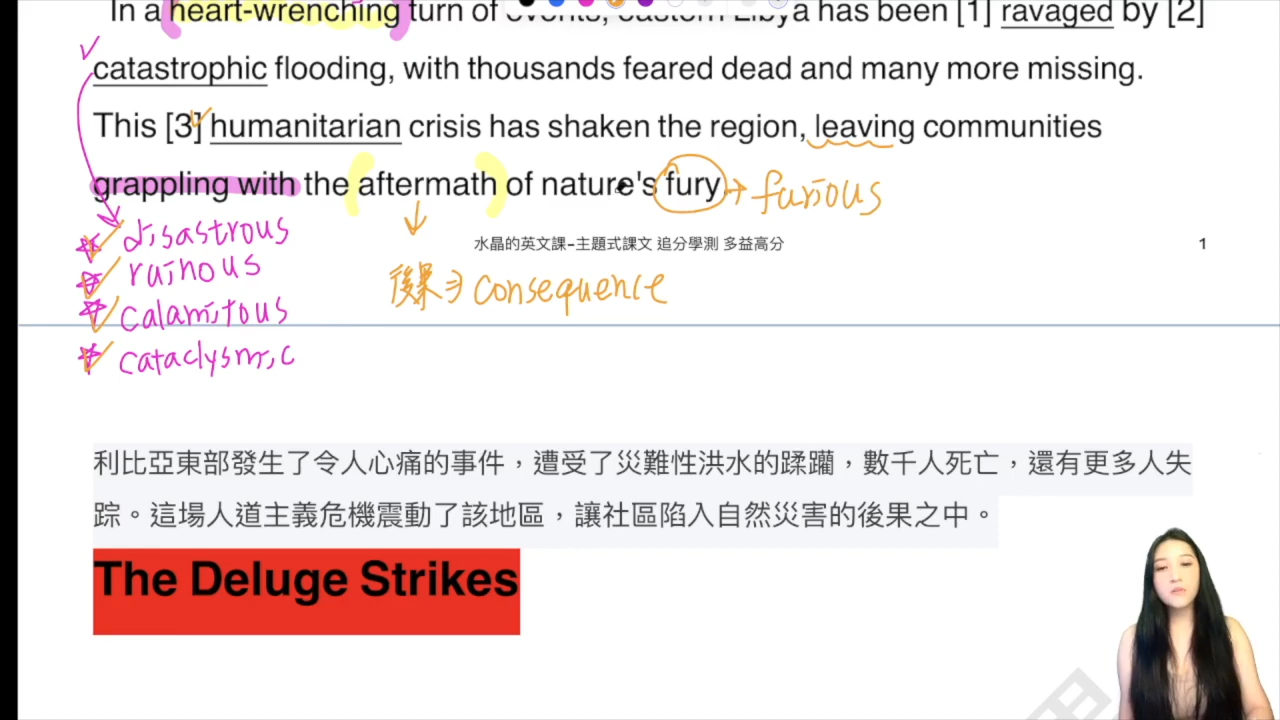 In a heart-wrenching turn of events, eastern Libya has been [1] ravaged by [2]
catastrophic flooding, with thousands feared dead and many more missing.
This [3] humanitarian crisis has shaken the region, leaving communities
grappling with the aftermath of nature's fury → furious
水晶的英文課-主題式課文 追分學測 多益高分
1
disastrous
ruinous
calamitous
cataclysmic
後果 ⇒ consequence
利比亞東部發生了令人心痛的事件，遭受了災難性洪水的蹂躪，數千人死亡，還有更多人失
踪。這場人道主義危機震動了該地區，讓社區陷入自然災害的後果之中。
The Deluge Strikes